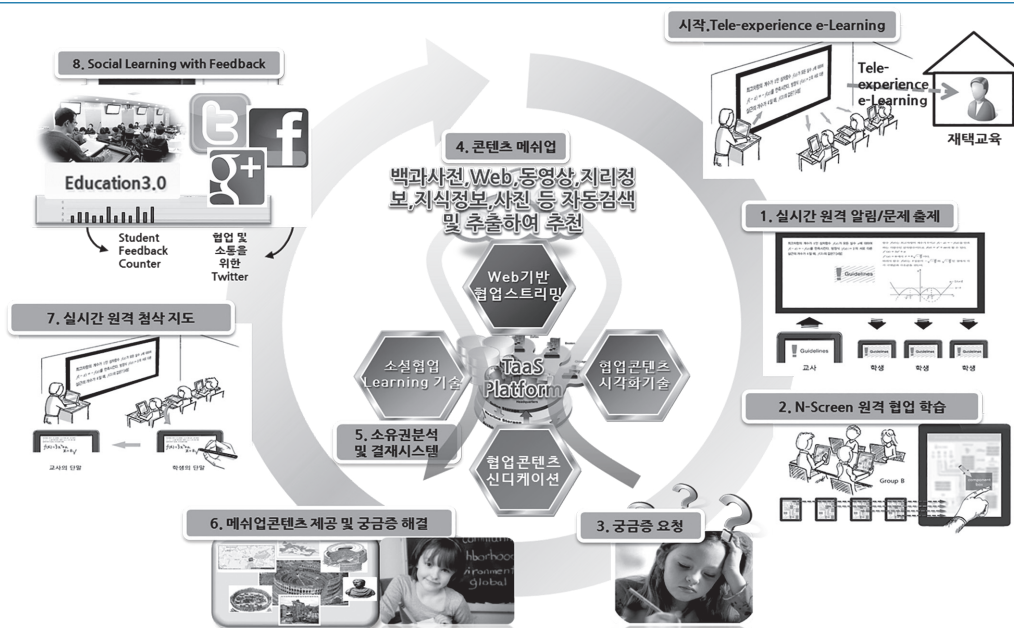 시작.Tele-experience e-Learning
Tele-
experience
e-Learning
재택교육
1. 실시간 원격 알림/문제 출제
Guidelines
Guidelines
Guidelines
Guidelines
Guidelines
교사
학생
학생
학생
2. N-Screen 원격 협업 학습
Group B
3. 궁금증 요청
4. 콘텐츠 메쉬업
백과사전,Web,동영상,지리정
보,지식정보,사진 등 자동검색
및 추출하여 추천
Web기반
협업스트리밍
소셜협업
Learning 기술
TaaS
Platform
협업콘텐츠
시각화기술
협업콘텐츠
신디케이션
5. 소유권분석
및 결재시스템
6. 메쉬업콘텐츠 제공 및 궁금증 해결
global
7. 실시간 원격 첨삭 지도
교사의 단말
학생의 단말
8. Social Learning with Feedback
t
f
g+
Education3.0
Student
Feedback
Counter
협업 및
소통을
위한
Twitter